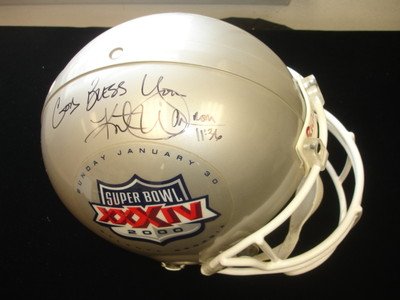 GOD BLESS YOU
ROM
11:36
SUNDAY JANUARY 30
SUPER BOWL
XXXIV
2000